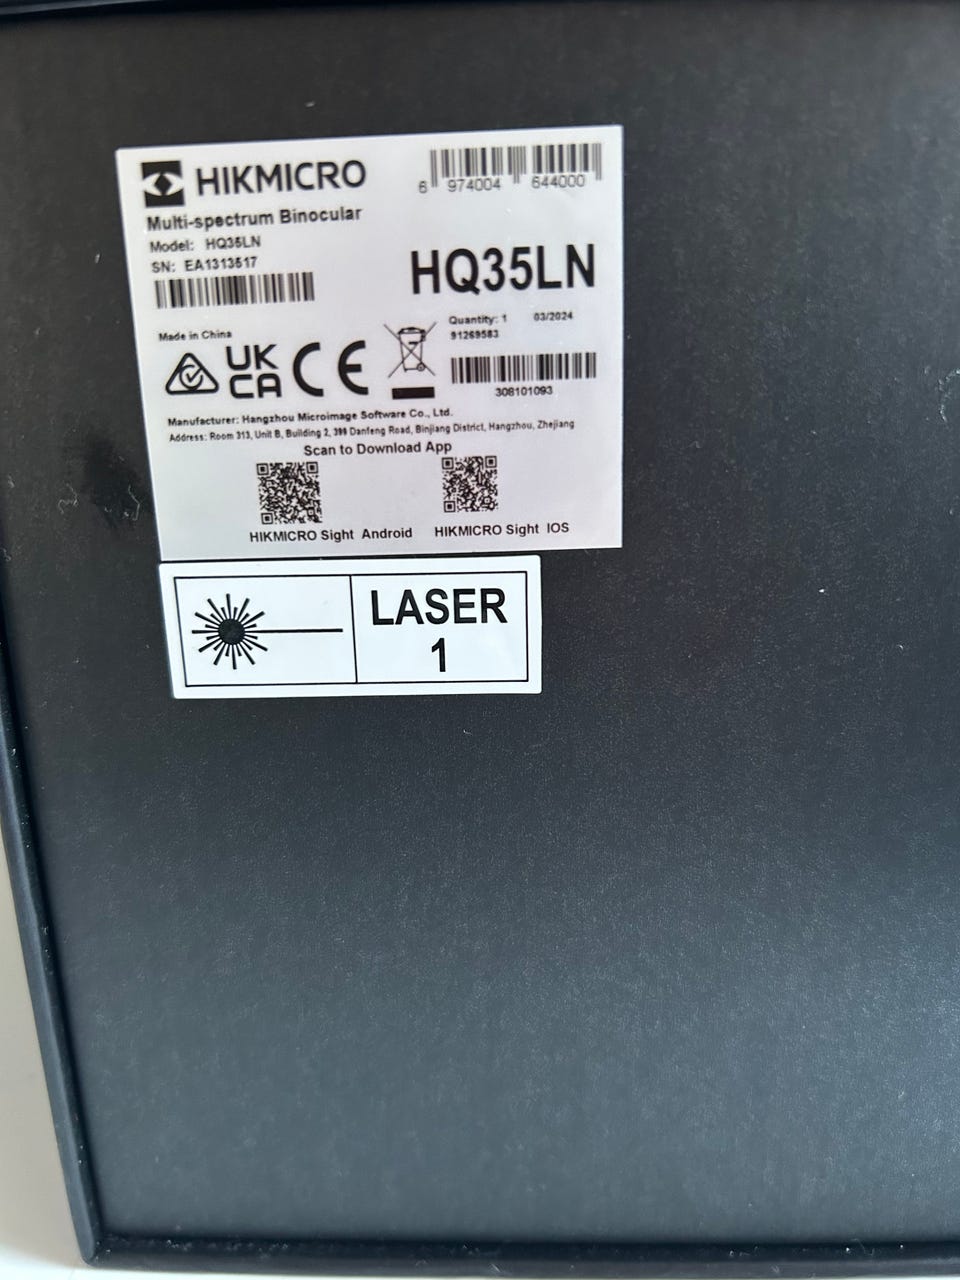 HIKMICRO
6 974004 644000
Multi-spectrum Binocular
Model: HQ35LN
SN: EA1313517
HQ35LN
Quantity: 1 03/2024
91269583
Made in China
UK
CA
CE
308101093
Manufacturer: Hangzhou Microimage Software Co., Ltd.
Address: Room 313, Unit B, Building 2, 399 Danfeng Road, Binjiang District, Hangzhou, Zhejiang
Scan to Download App
HIKMICRO Sight Android
HIKMICRO Sight IOS
LASER
1